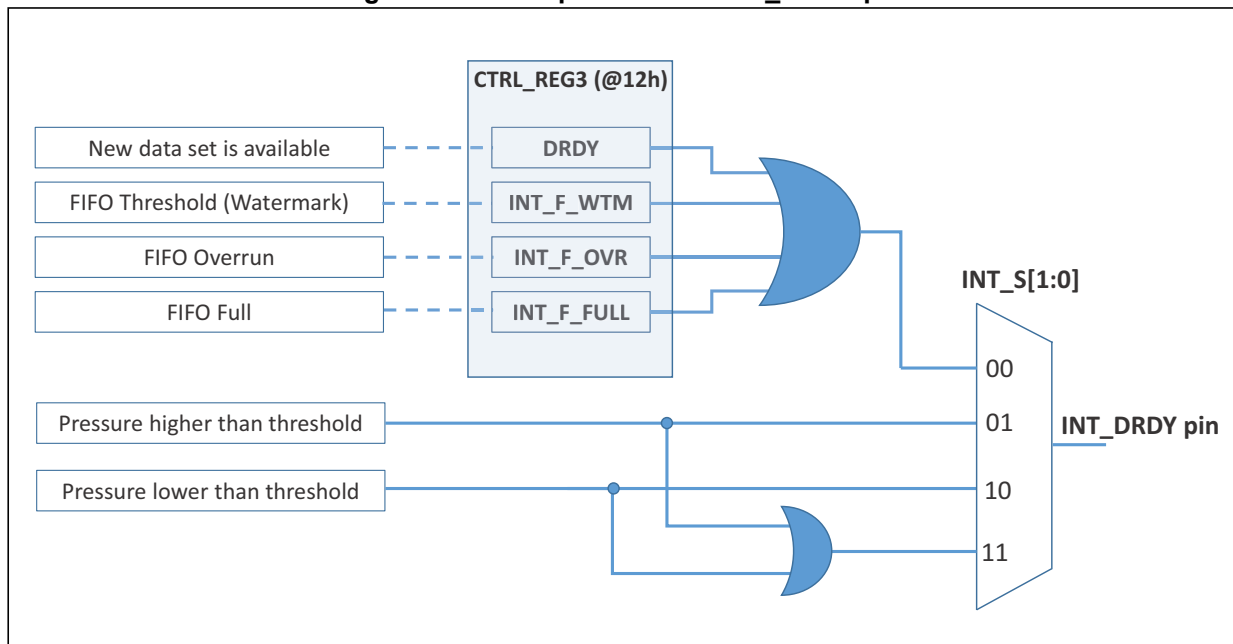 CTRL_REG3 (@12h)
New data set is available
DRDY
FIFO Threshold (Watermark)
INT_F_WTM
FIFO Overrun
INT_F_OVR
FIFO Full
INT_F_FULL
INT_S[1:0]
00
Pressure higher than threshold
01
INT_DRDY pin
Pressure lower than threshold
10
11